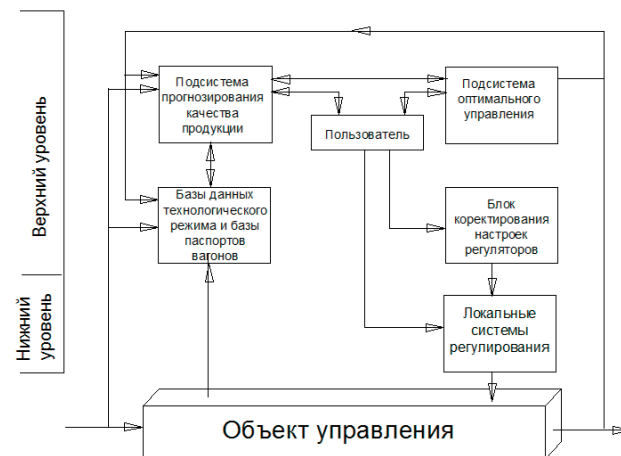 Верхний уровень
Нижний
уровень
Подсистема
прогнозирования
качества
продукции
Подсистема
оптимального
управления
Пользователь
Базы данных
технологического
режима и базы
паспортов
вагонов
Блок
коректирования
настроек
регуляторов
Локальные
системы
регулирования
Объект управления